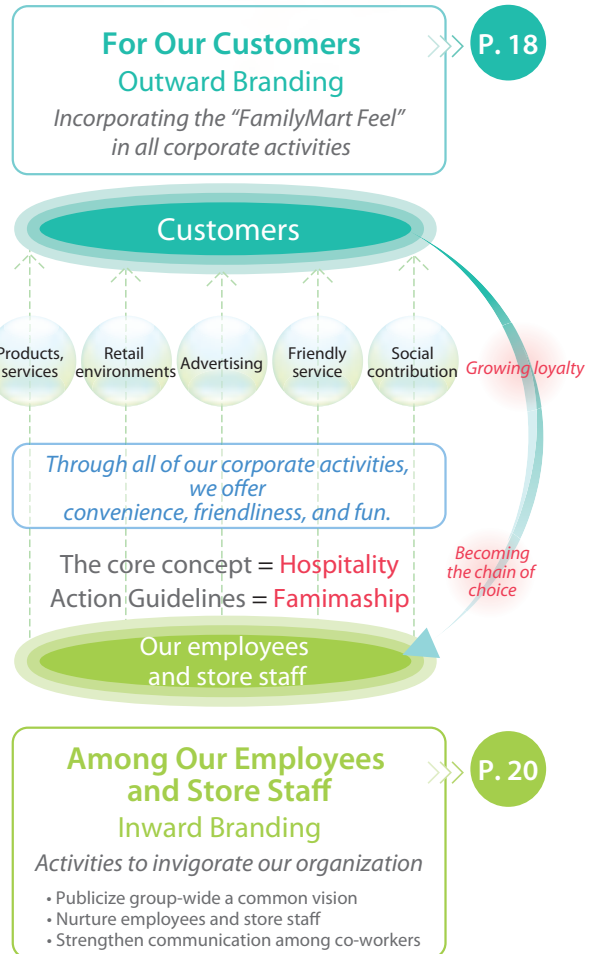 For Our Customers
P. 18
Outward Branding
Incorporating the “FamilyMart Feel”
in all corporate activities
Customers
Products,
services
Retail
environments
Advertising
Friendly
service
Social
contribution
Growing loyalty
Through all of our corporate activities,
we offer
convenience, friendliness, and fun.
The core concept = Hospitality
Action Guidelines = Famimaship
Becoming
the chain of
choice
Our employees
and store staff
Among Our Employees
and Store Staff
P. 20
Inward Branding
Activities to invigorate our organization
• Publicize group-wide a common vision
• Nurture employees and store staff
• Strengthen communication among co-workers